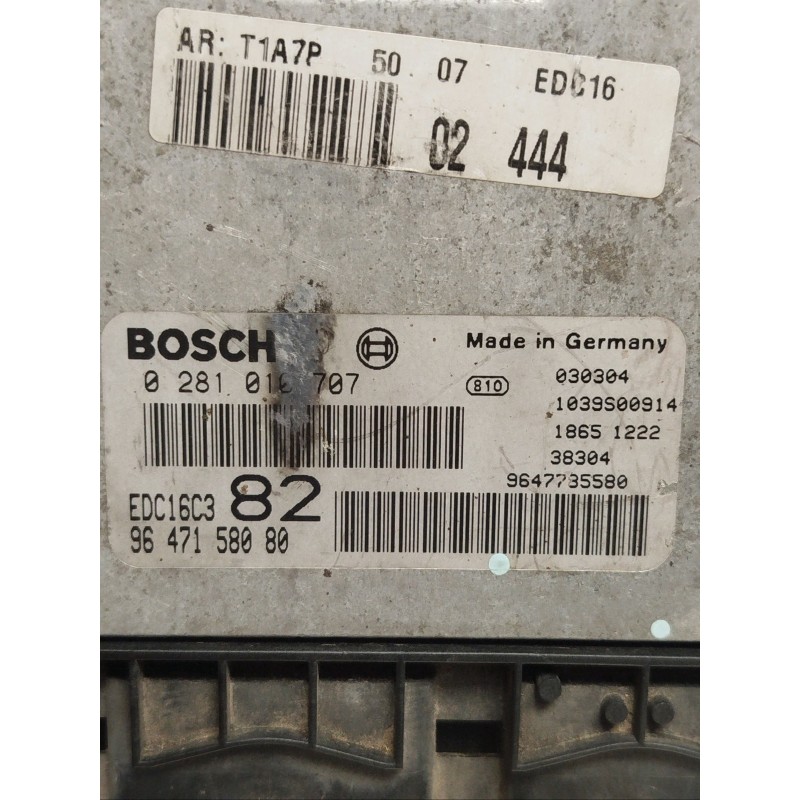 AR: T1A7P 50 07 EDC16
02 444
BOSCH Made in Germany
0 281 010 707 810 030304
1039S00914
1865 1222
38304
9647735580
EDC16C3 82
96 471 580 80